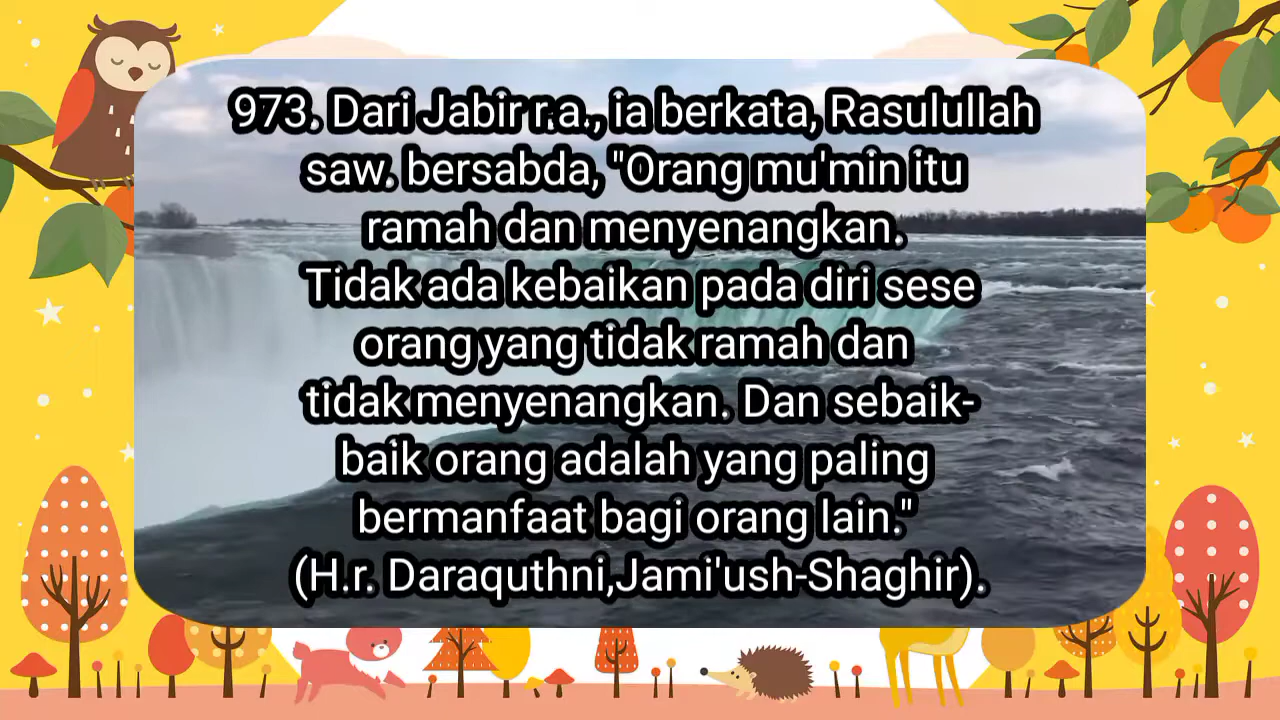 973. Dari Jabir r.a., ia berkata, Rasulullah
saw. bersabda, "Orang mu'min itu
ramah dan menyenangkan.
Tidak ada kebaikan pada diri sese
orang yang tidak ramah dan
tidak menyenangkan. Dan sebaik-
baik orang adalah yang paling
bermanfaat bagi orang lain."
(H.r. Daraquthni,Jami'ush-Shaghir).